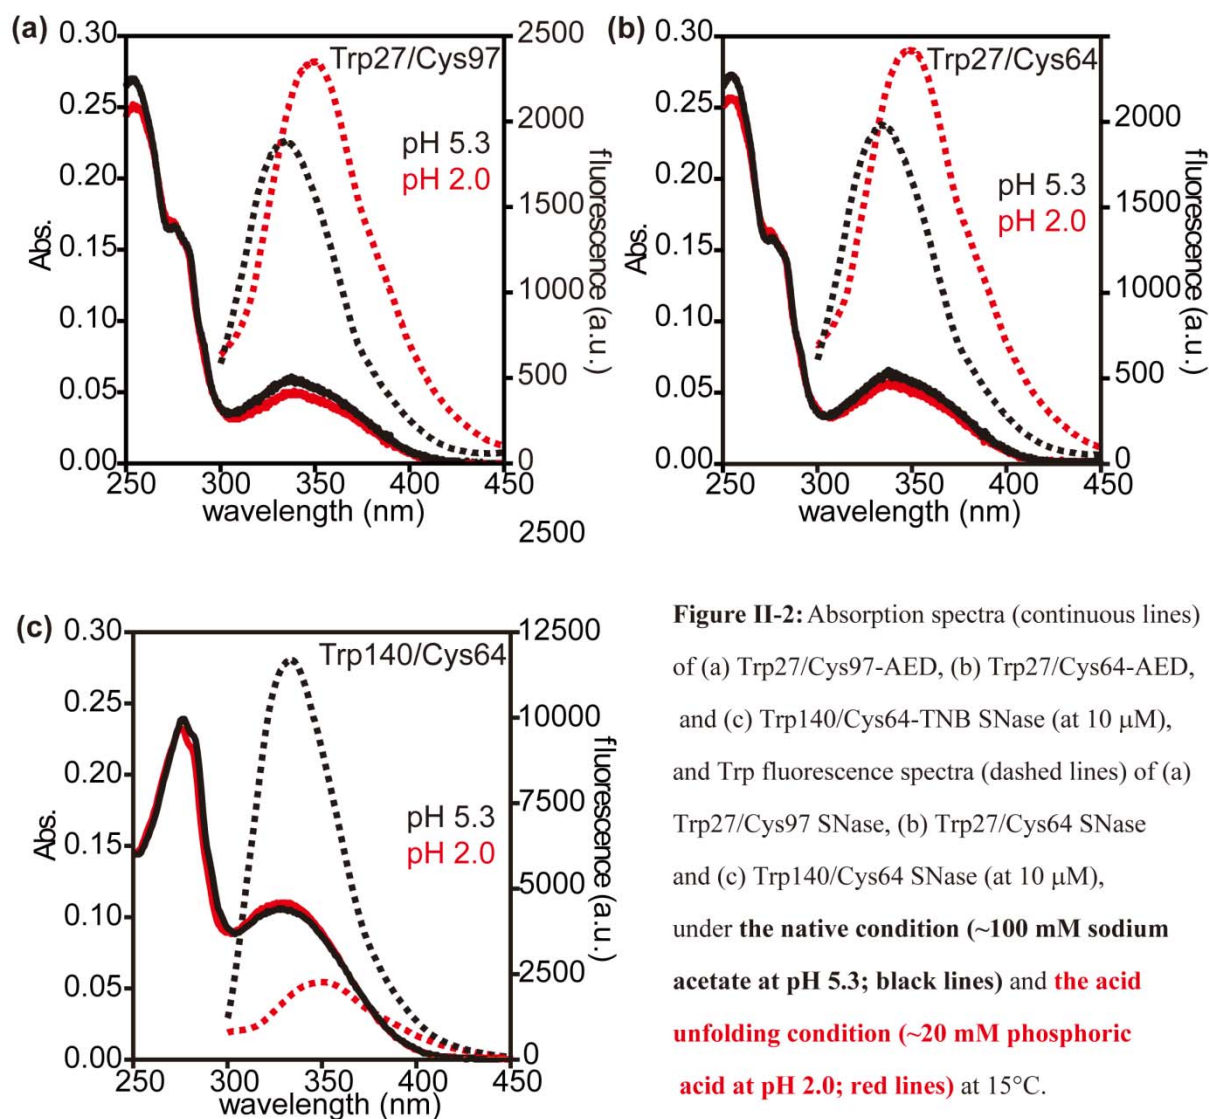 (a)
Trp27/Cys97
pH 5.3
pH 2.0
0.30
0.25
0.20
0.15
0.10
0.05
0.00
Abs.
2500
2000
1500
1000
500
0
fluorescence (a.u.)
250 300 350 400 450
wavelength (nm)
(b)
Trp27/Cys64
pH 5.3
pH 2.0
0.30
0.25
0.20
0.15
0.10
0.05
0.00
Abs.
2500
2000
1500
1000
500
0
fluorescence (a.u.)
250 300 350 400 450
wavelength (nm)
(c)
Trp140/Cys64
pH 5.3
pH 2.0
0.30
0.25
0.20
0.15
0.10
0.05
0.00
Abs.
12500
10000
7500
5000
2500
0
fluorescence (a.u.)
250 300 350 400 450
wavelength (nm)
Figure II-2: Absorption spectra (continuous lines)
of (a) Trp27/Cys97-AED, (b) Trp27/Cys64-AED,
and (c) Trp140/Cys64-TNB SNase (at 10 μM),
and Trp fluorescence spectra (dashed lines) of (a)
Trp27/Cys97 SNase, (b) Trp27/Cys64 SNase
and (c) Trp140/Cys64 SNase (at 10 μM),
under the native condition (~100 mM sodium
acetate at pH 5.3; black lines) and the acid
unfolding condition (~20 mM phosphoric
acid at pH 2.0; red lines) at 15°C.